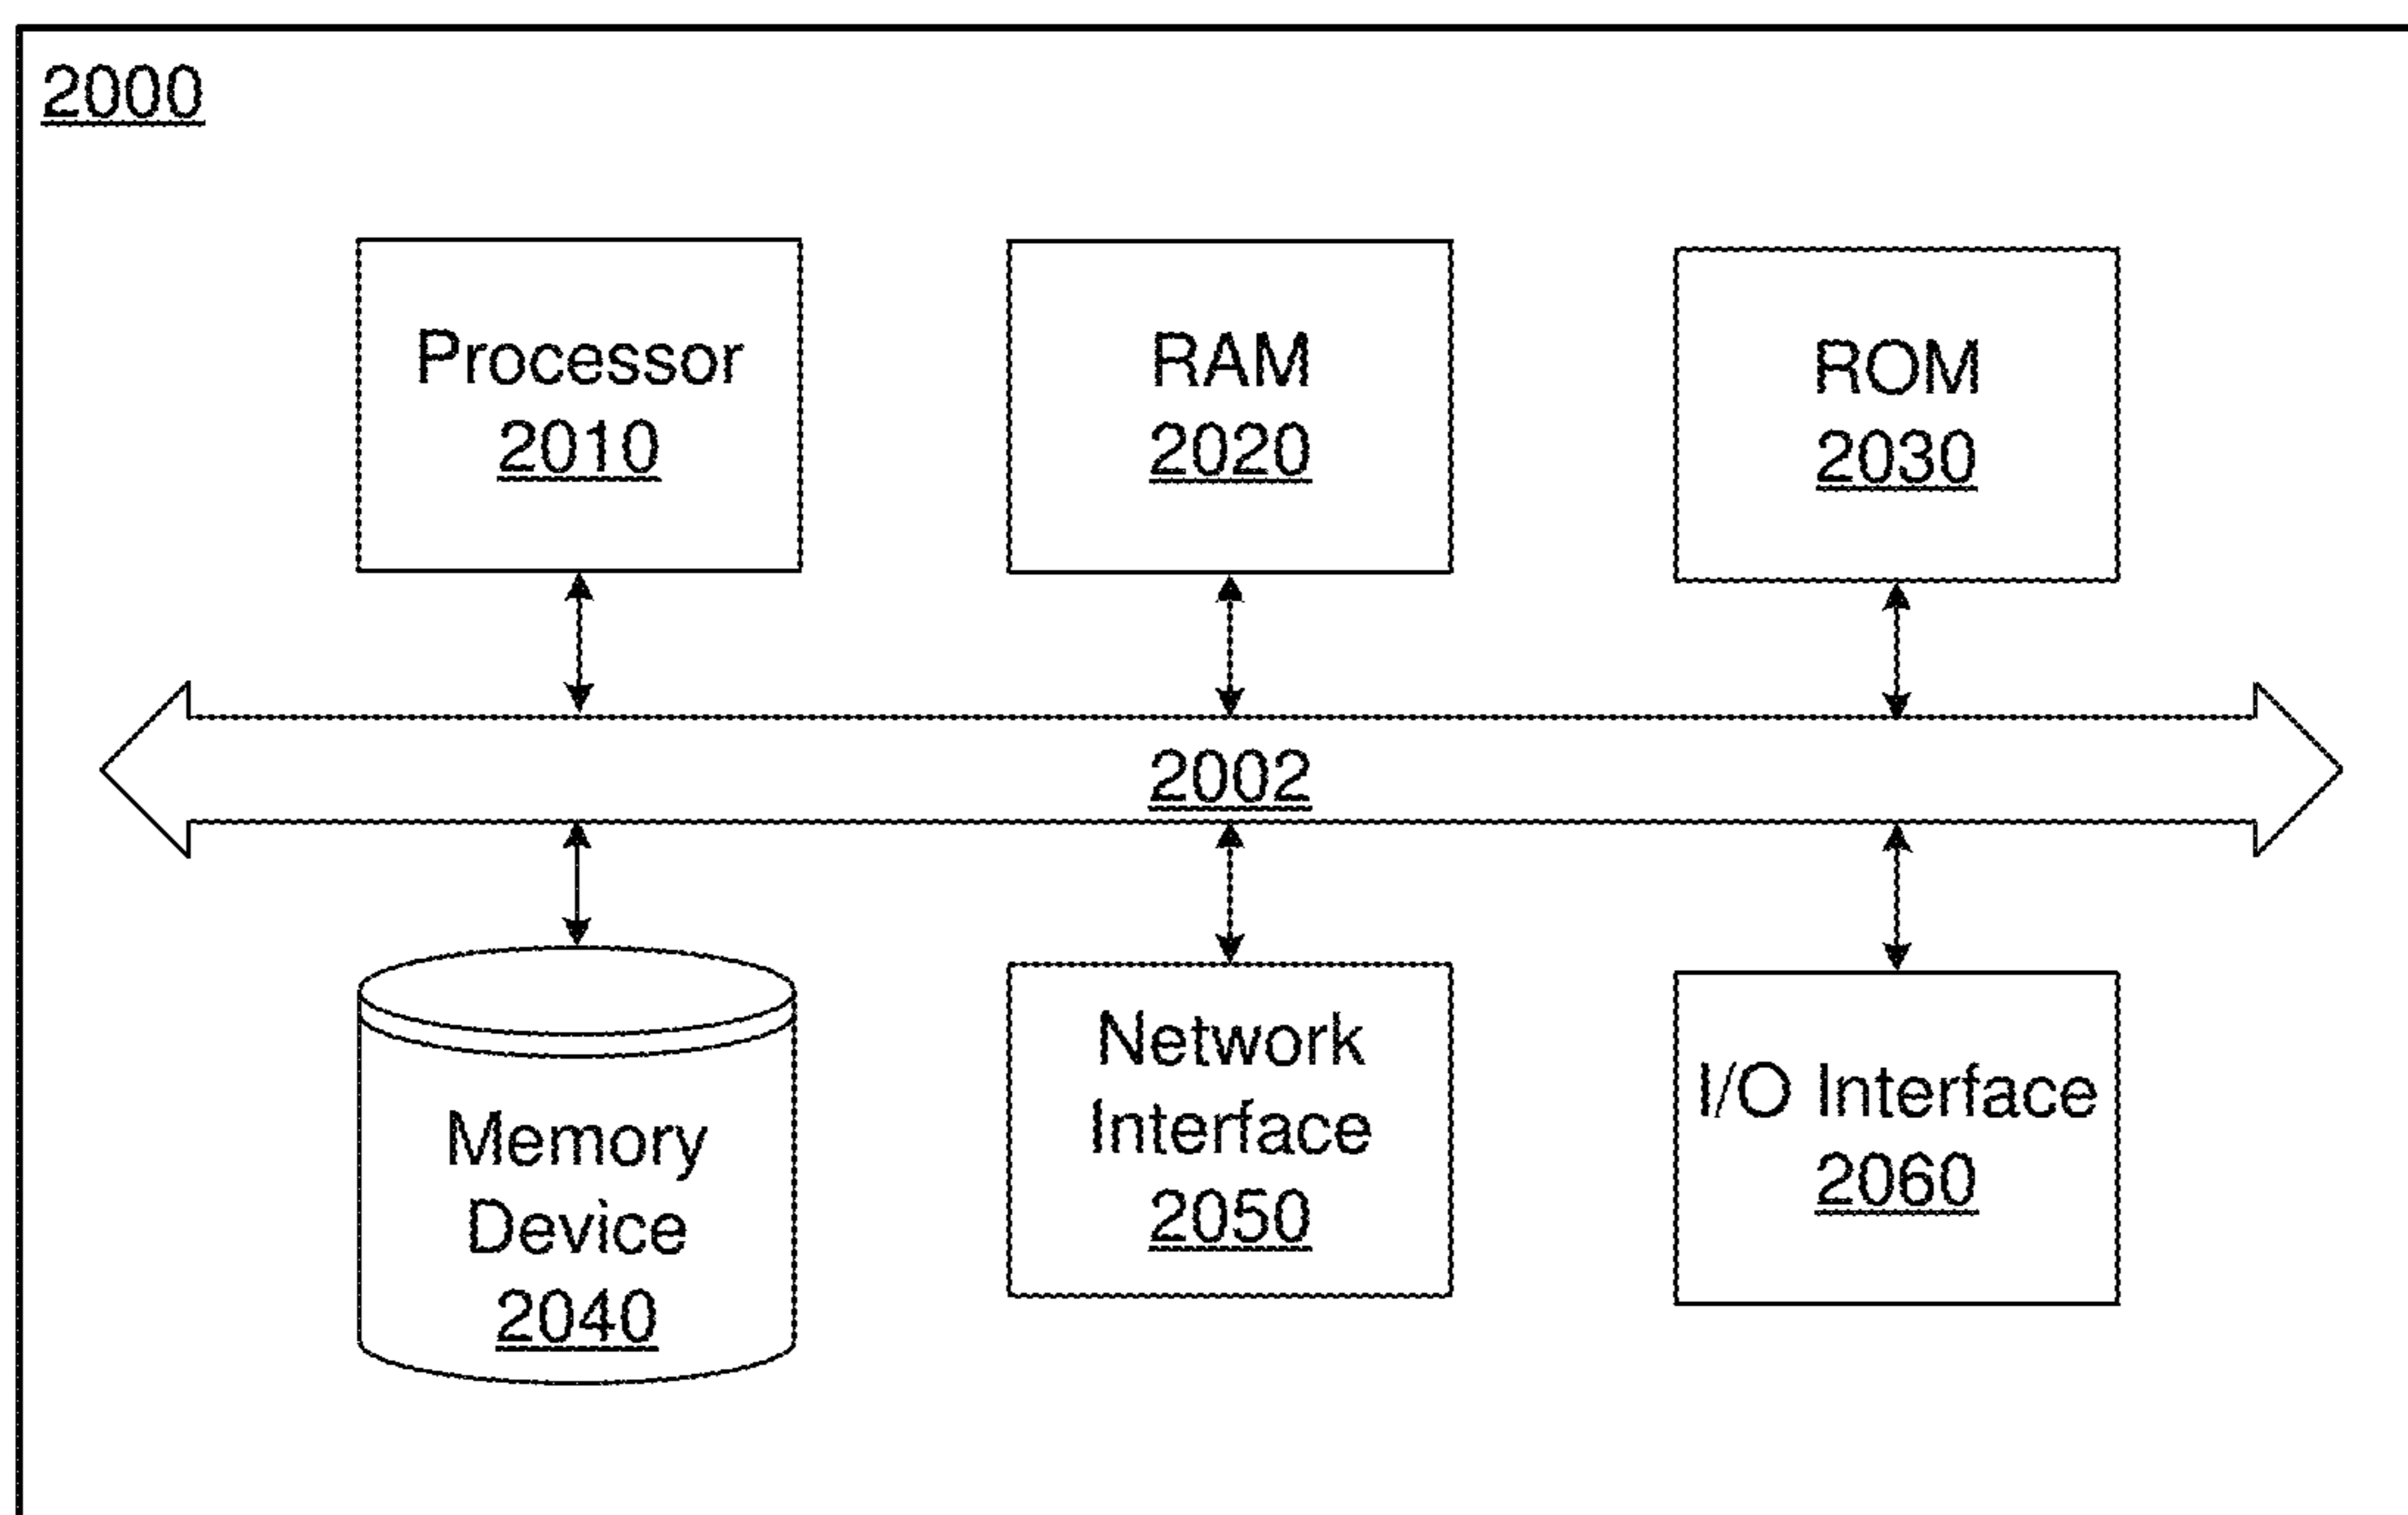 2000
Processor
2010
RAM
2020
ROM
2030
2002
Memory
Device
2040
Network
Interface
2050
I/O Interface
2060